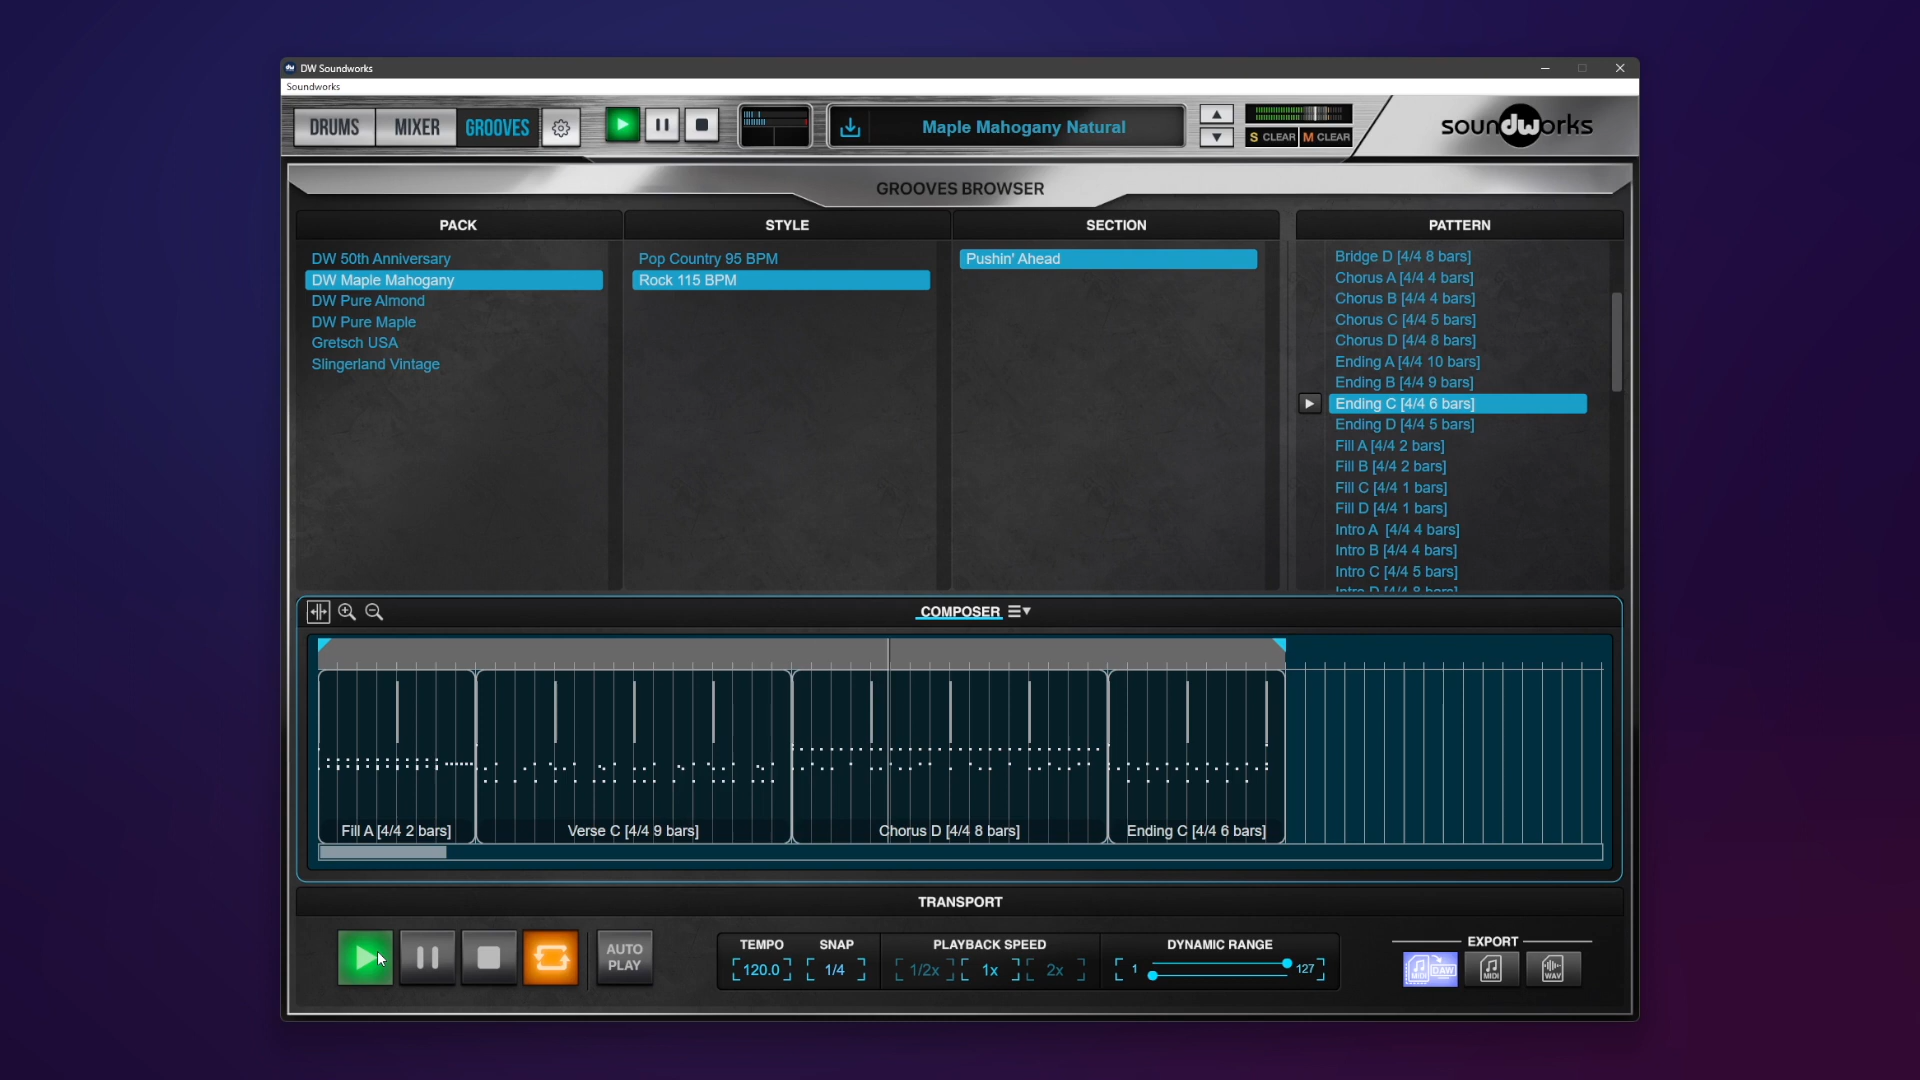 DW Soundworks
Soundworks
DRUMS MIXER GROOVES
Maple Mahogany Natural
S CLEAR M CLEAR
soundworks
GROOVES BROWSER
PACK STYLE SECTION PATTERN
DW 50th Anniversary
DW Maple Mahogany
DW Pure Almond
DW Pure Maple
Gretsch USA
Slingerland Vintage
Pop Country 95 BPM
Rock 115 BPM
Pushin' Ahead
Bridge D [4/4 8 bars]
Chorus A [4/4 4 bars]
Chorus B [4/4 4 bars]
Chorus C [4/4 5 bars]
Chorus D [4/4 8 bars]
Ending A [4/4 10 bars]
Ending B [4/4 9 bars]
Ending C [4/4 6 bars]
Ending D [4/4 5 bars]
Fill A [4/4 2 bars]
Fill B [4/4 2 bars]
Fill C [4/4 1 bars]
Fill D [4/4 1 bars]
Intro A [4/4 4 bars]
Intro B [4/4 4 bars]
Intro C [4/4 5 bars]
Intro D [4/4 8 bars]
COMPOSER
Fill A [4/4 2 bars] Verse C [4/4 9 bars] Chorus D [4/4 8 bars] Ending C [4/4 6 bars]
TRANSPORT
AUTO
PLAY
TEMPO SNAP PLAYBACK SPEED DYNAMIC RANGE
120.0 1/4 1/2x 1x 2x 1 127
EXPORT
MIDI DAW MIDI WAV